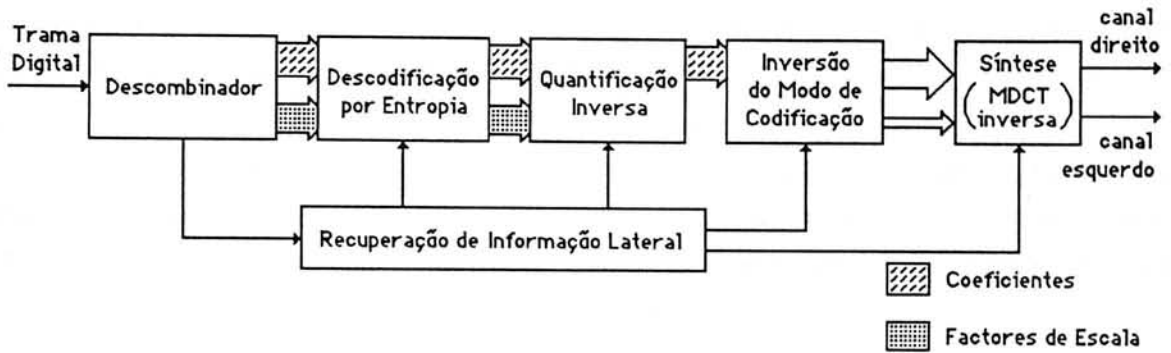 Trama
Digital
Descombinador
Descodificação
por Entropia
Quantificação
Inversa
Inversão
do Modo de
Codificação
Síntese
(MDCT
inversa)
canal
direito
canal
esquerdo
Recuperação de Informação Lateral
Coeficientes
Factores de Escala